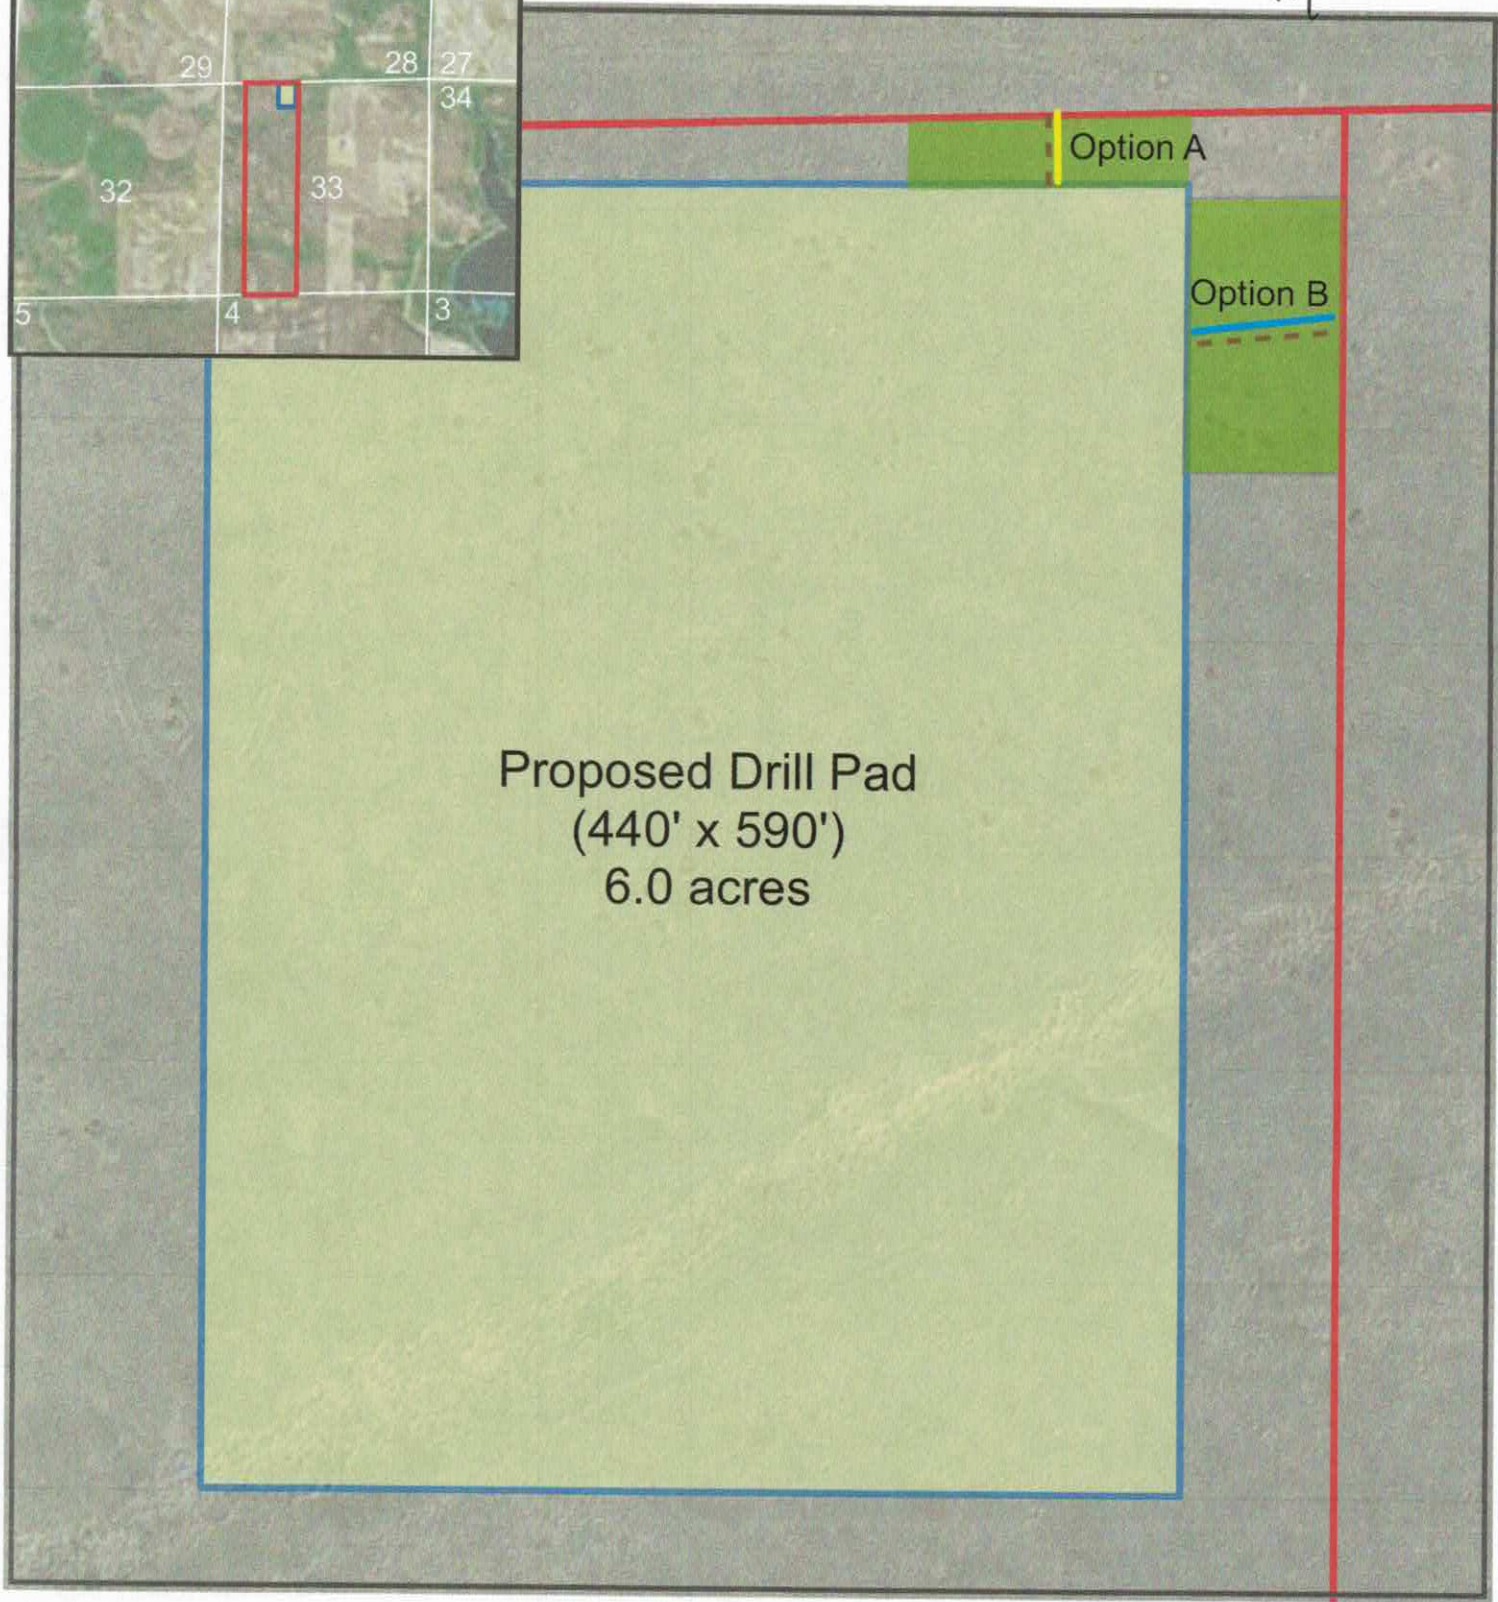 29
28
27
34
32
33
5
4
3
Option A
Option B
Proposed Drill Pad
(440' x 590')
6.0 acres